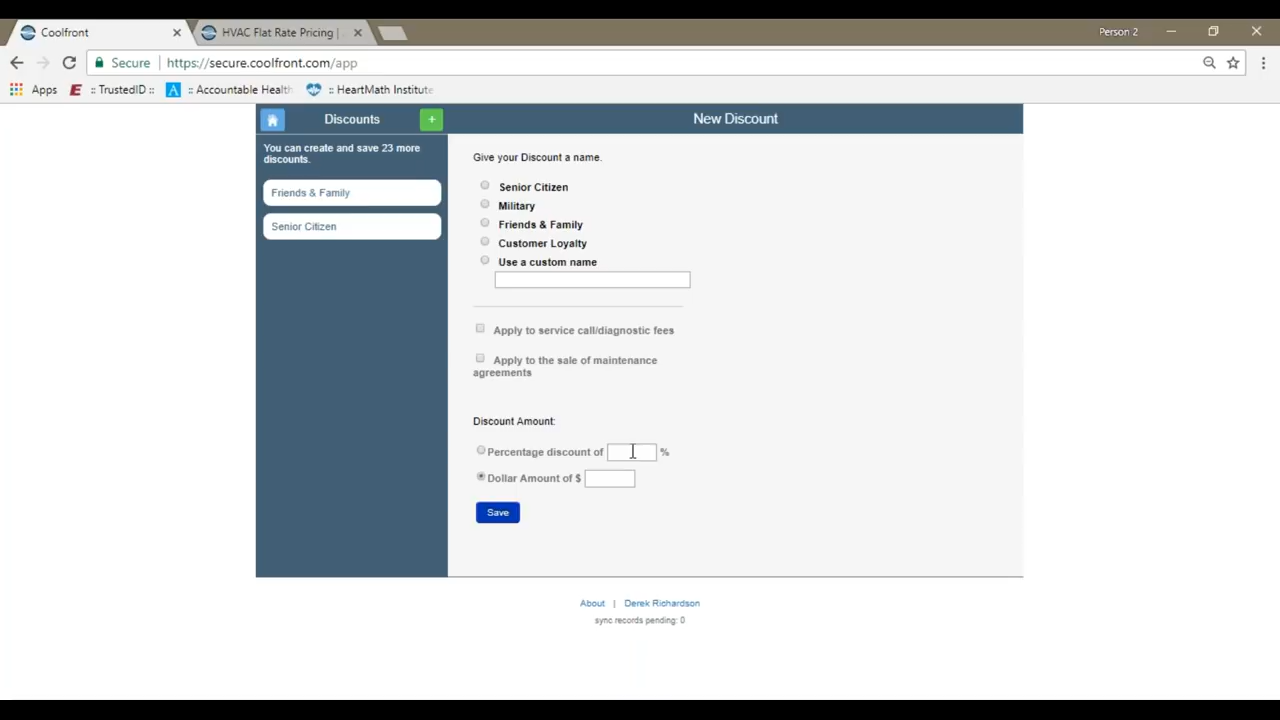 Coolfront
HVAC Flat Rate Pricing |
Person 2
Secure
https://secure.coolfront.com/app
Apps
E
:: TrustedID ::
A
:: Accountable Health
:: HeartMath Institute
Discounts
+
New Discount
You can create and save 23 more
discounts.
Friends & Family
Senior Citizen
Give your Discount a name.
Senior Citizen
Military
Friends & Family
Customer Loyalty
Use a custom name
Apply to service call/diagnostic fees
Apply to the sale of maintenance
agreements
Discount Amount:
Percentage discount of %
Dollar Amount of $
Save
About | Derek Richardson
sync records pending: 0